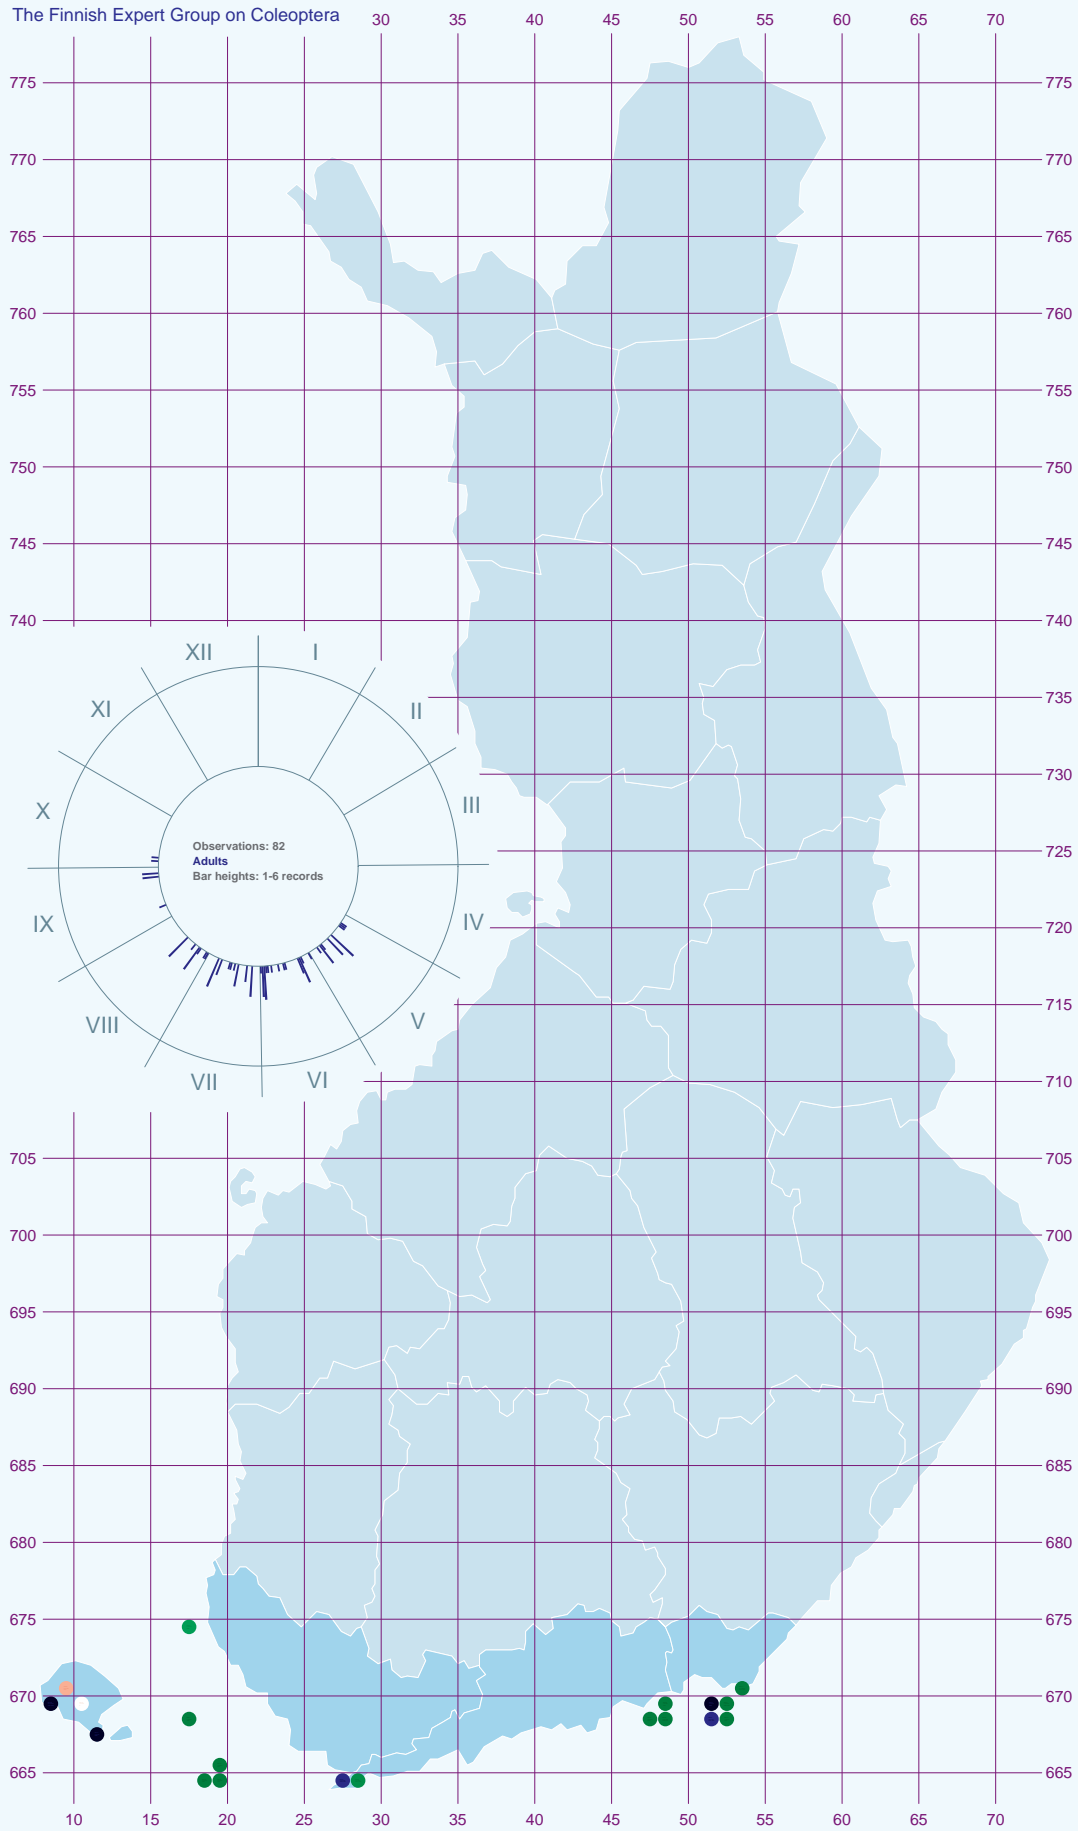 The Finnish Expert Group on Coleoptera
30 35 40 45 50 55 60 65 70
775 775
770 770
765 765
760 760
755 755
750 750
745 745
740 740
XII I
735
XI II
730
X III
Observations: 82
Adults
Bar heights: 1-6 records
725
IX IV
720
VIII V
715
VII VI
710
705 705
700 700
695 695
690 690
685 685
680 680
675 675
670 670
665 665
10 15 20 25 30 35 40 45 50 55 60 65 70